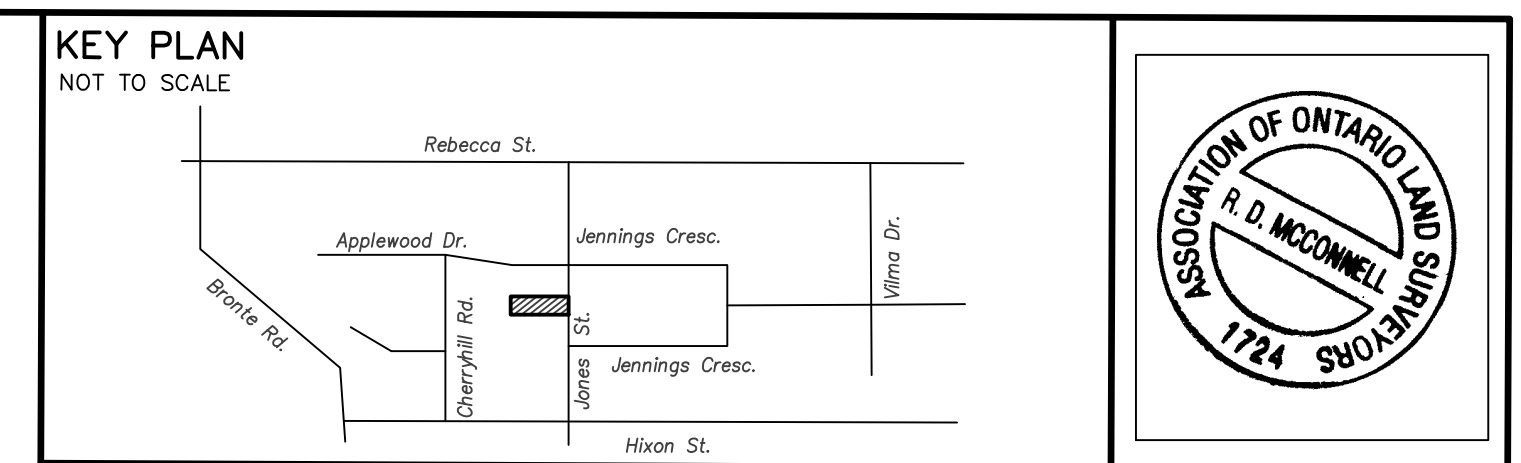 KEY PLAN
NOT TO SCALE
Rebecca St.
Applewood Dr.
Jennings Cresc.
Vilma Dr.
Bronte Rd.
Cherryhill Rd.
Jones St.
Jennings Cresc.
Hixon St.
ASSOCIATION OF ONTARIO LAND SURVEYORS
R. D. MCCONNELL
1724